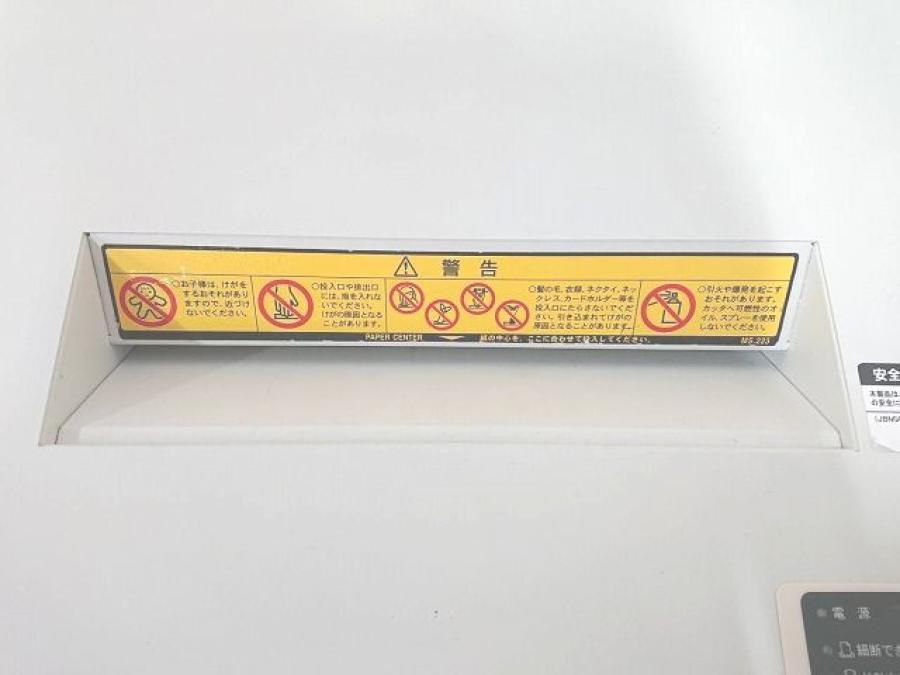 警告
○お子様は、けがを
するおそれがあり
ますので、近づけ
ないでください。
○投入口や排出口
には、指を入れな
いでください。
けがの原因となる
ことがあります。
○髪の毛、衣類、ネクタイ、ネッ
クレス、カードホルダー等を
投入口にたらさないでくだ
さい。引き込まれてけがの
原因となることがあります。
○引火や爆発を起こす
おそれがあります。
カッタへ可燃性のオ
イル、スプレーを使用
しないでください。
PAPER CENTER 紙の中心を、ここに合わせて投入してください。 MS.223
安全
本製品は、
の安全に
電源
細断でき